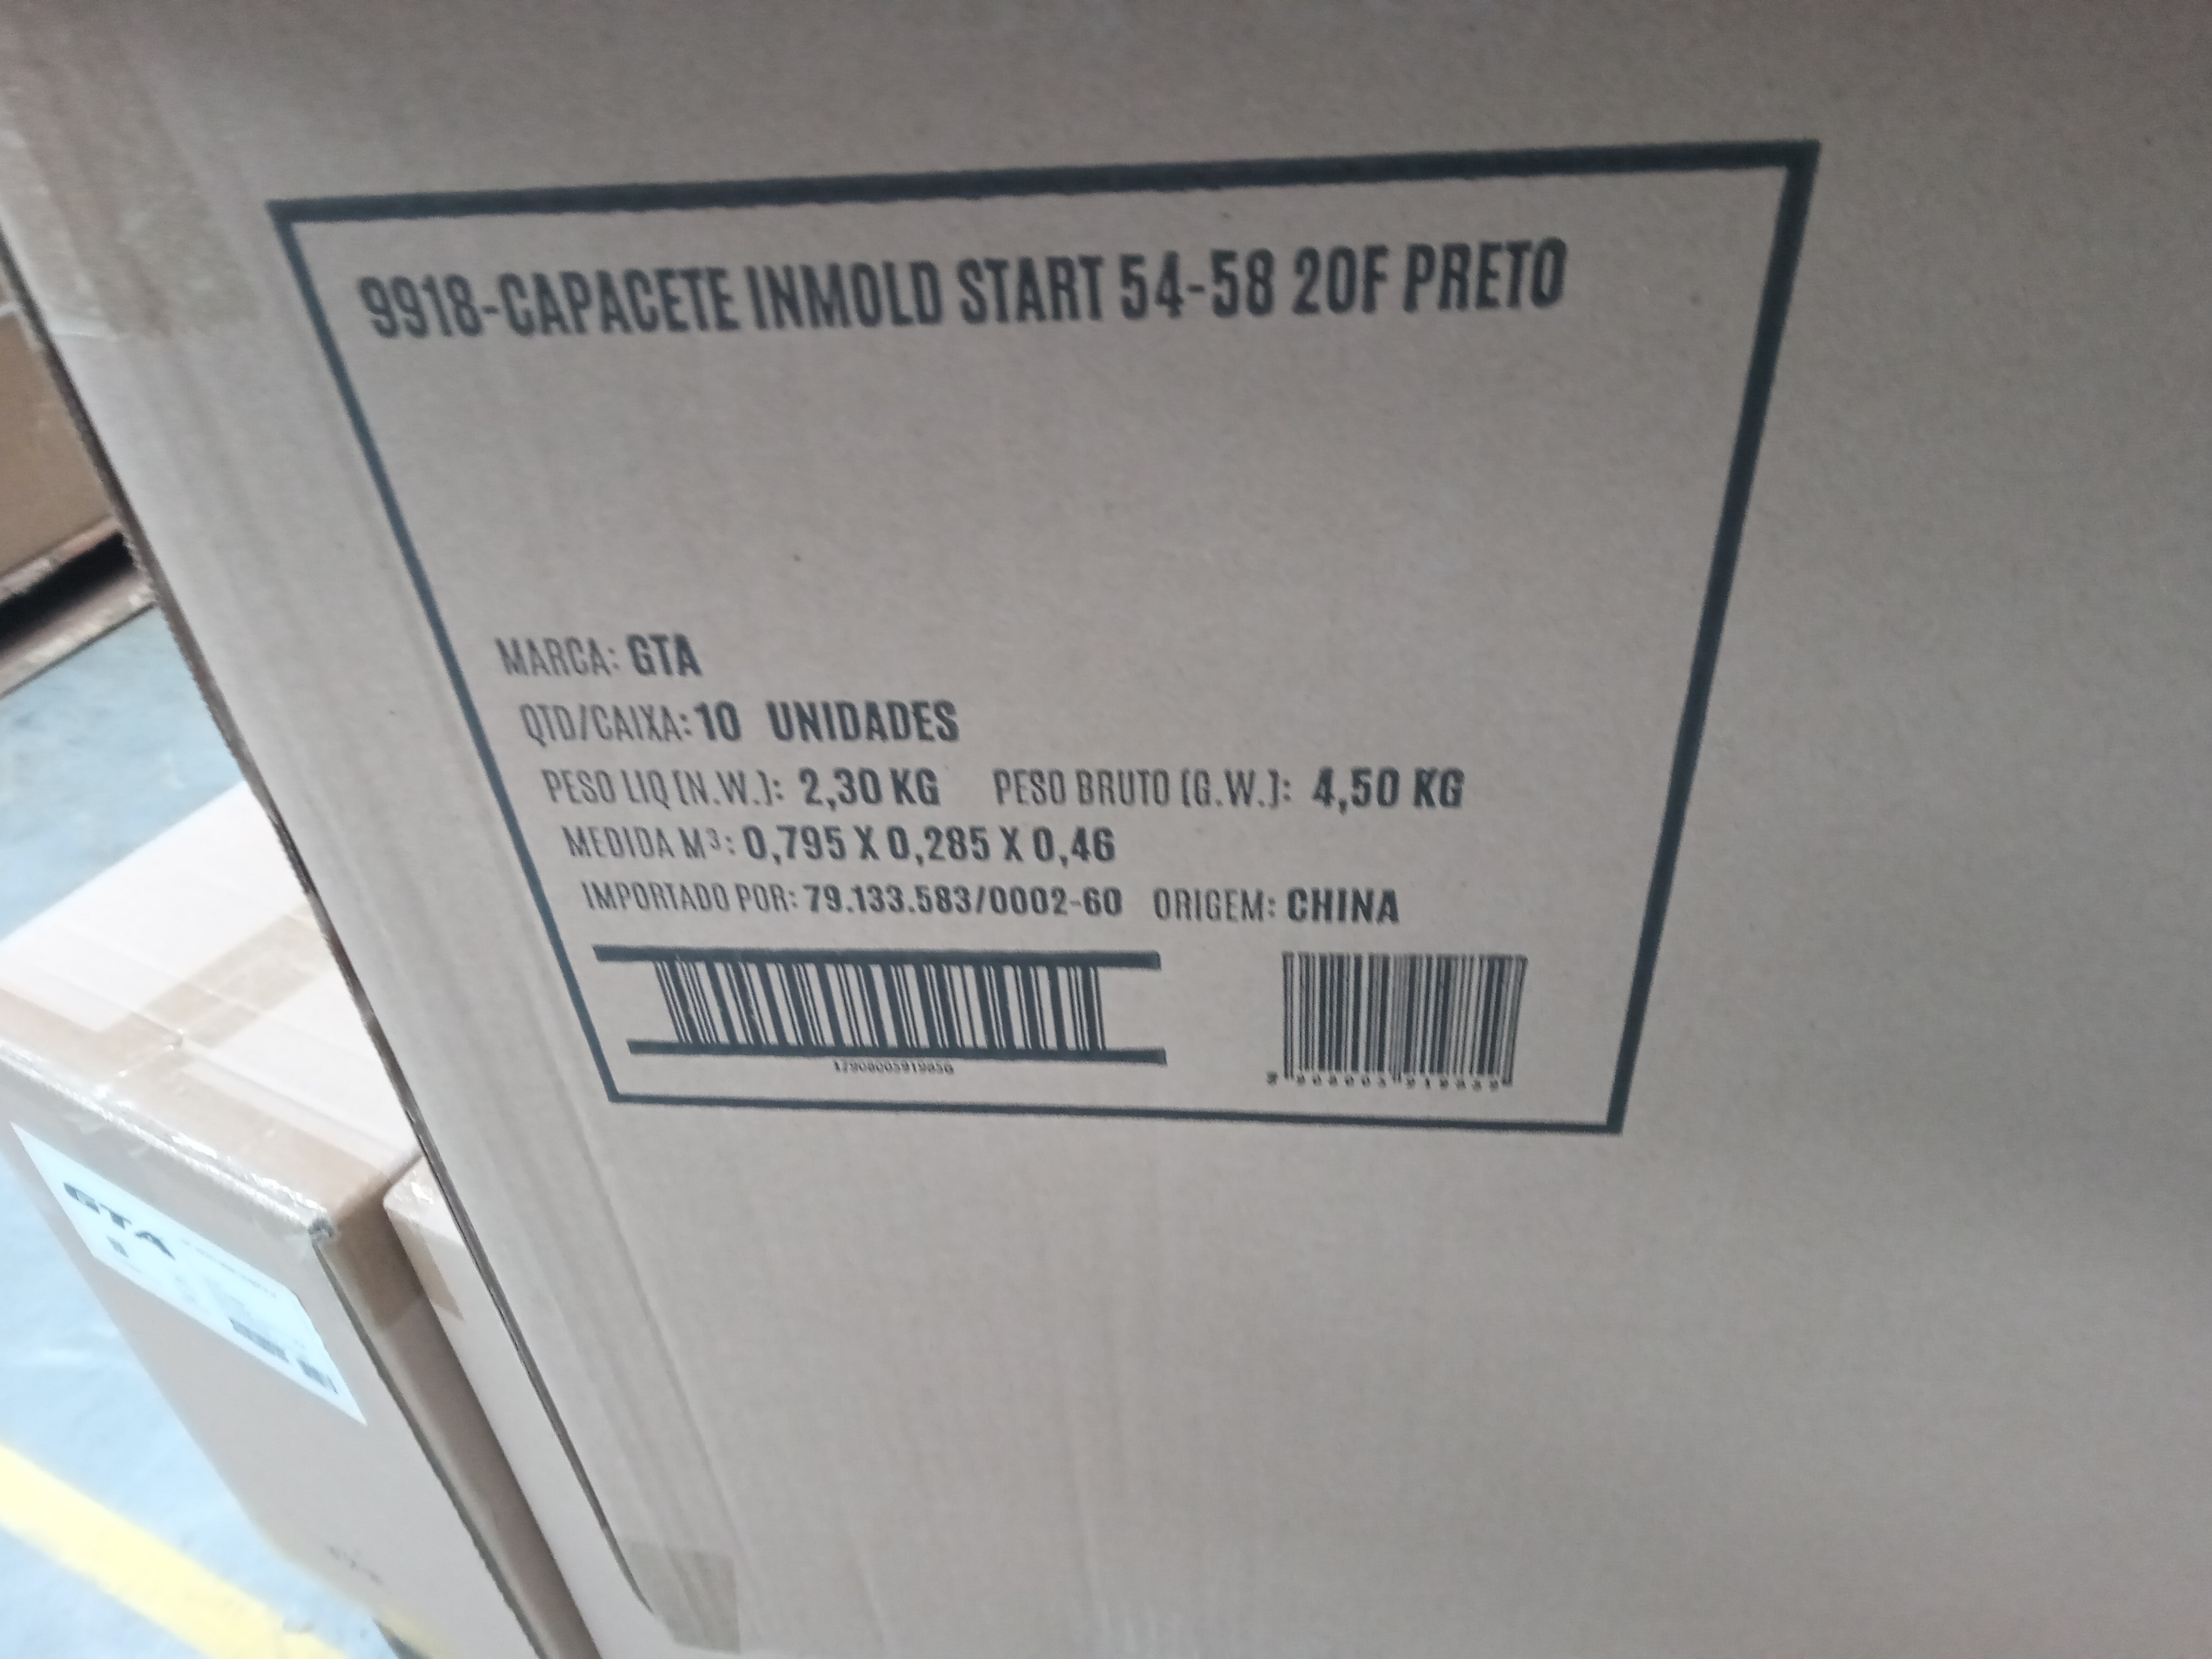 9918-CAPACETE INMOLD START 54-58 20F PRETO
MARCA: GTA
QTD/CAIXA: 10 UNIDADES
PESO LIQ (N.W.): 2,30 KG PESO BRUTO (G.W.): 4,50 KG
MEDIDA M³: 0,795 X 0,285 X 0,46
IMPORTADO POR: 79.133.583/0002-60 ORIGEM: CHINA
GTA